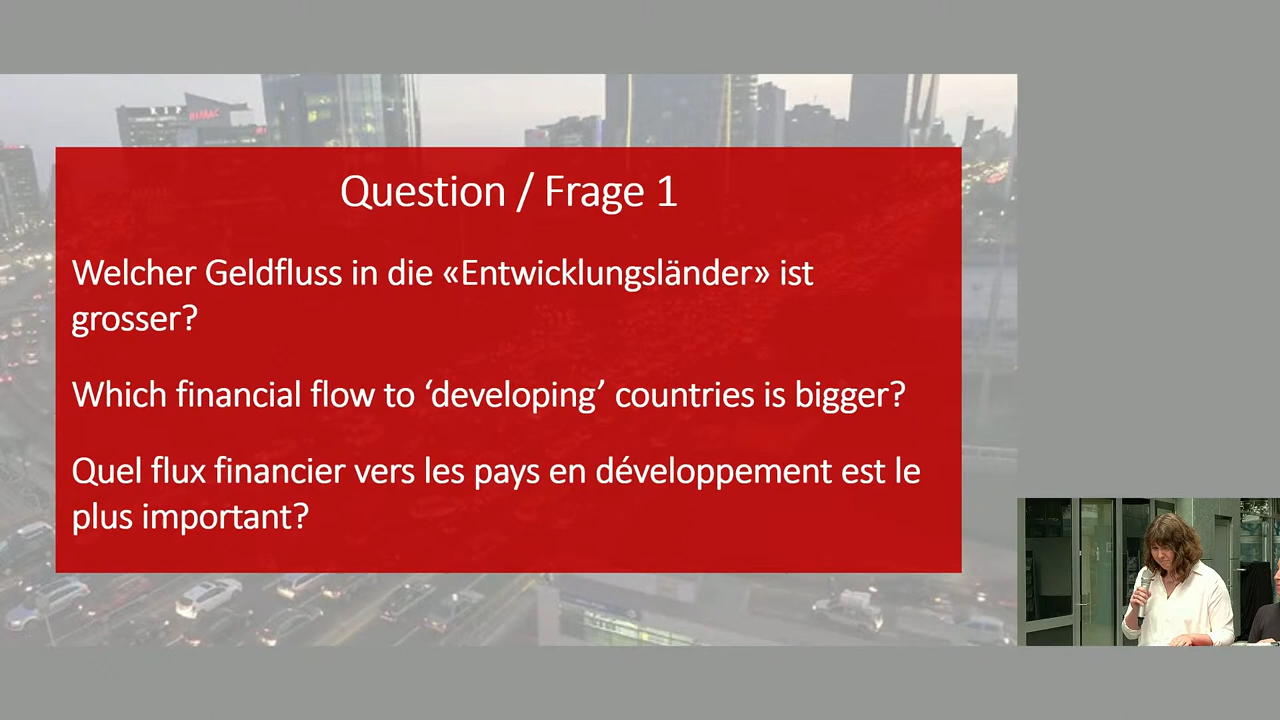 RIMAC
Question / Frage 1
Welcher Geldfluss in die «Entwicklungsländer» ist
grosser?
Which financial flow to ‘developing’ countries is bigger?
Quel flux financier vers les pays en développement est le
plus important?